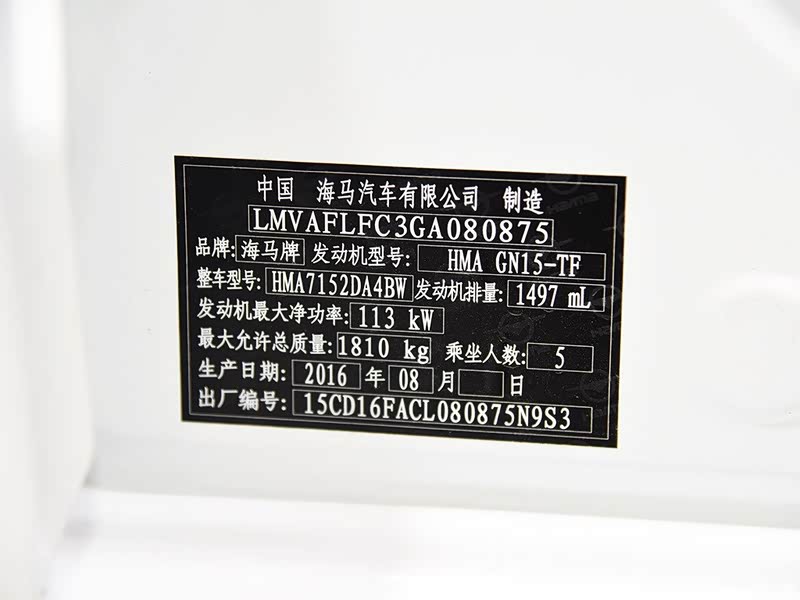 中国 海马汽车有限公司 制造
LMVAFLFC3GA080875
品牌: 海马牌 发动机型号: HMA GN15-TF
整车型号: HMA7152DA4BW 发动机排量: 1497 mL
发动机最大净功率: 113 kW
最大允许总质量: 1810 kg 乘坐人数: 5
生产日期: 2016 年 08 月 日
出厂编号: 15CD16FACL080875N9S3